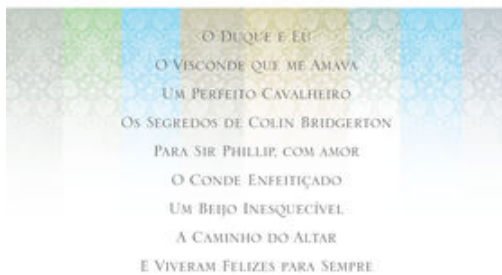 O Duque e Eu
O Visconde que me Amava
Um Perfeito Cavalheiro
Os Segredos de Colin Bridgerton
Para Sir Phillip, com amor
O Conde Enfeitiçado
Um Beijo Inesquecível
A Caminho do Altar
E Viveram Felizes para Sempre